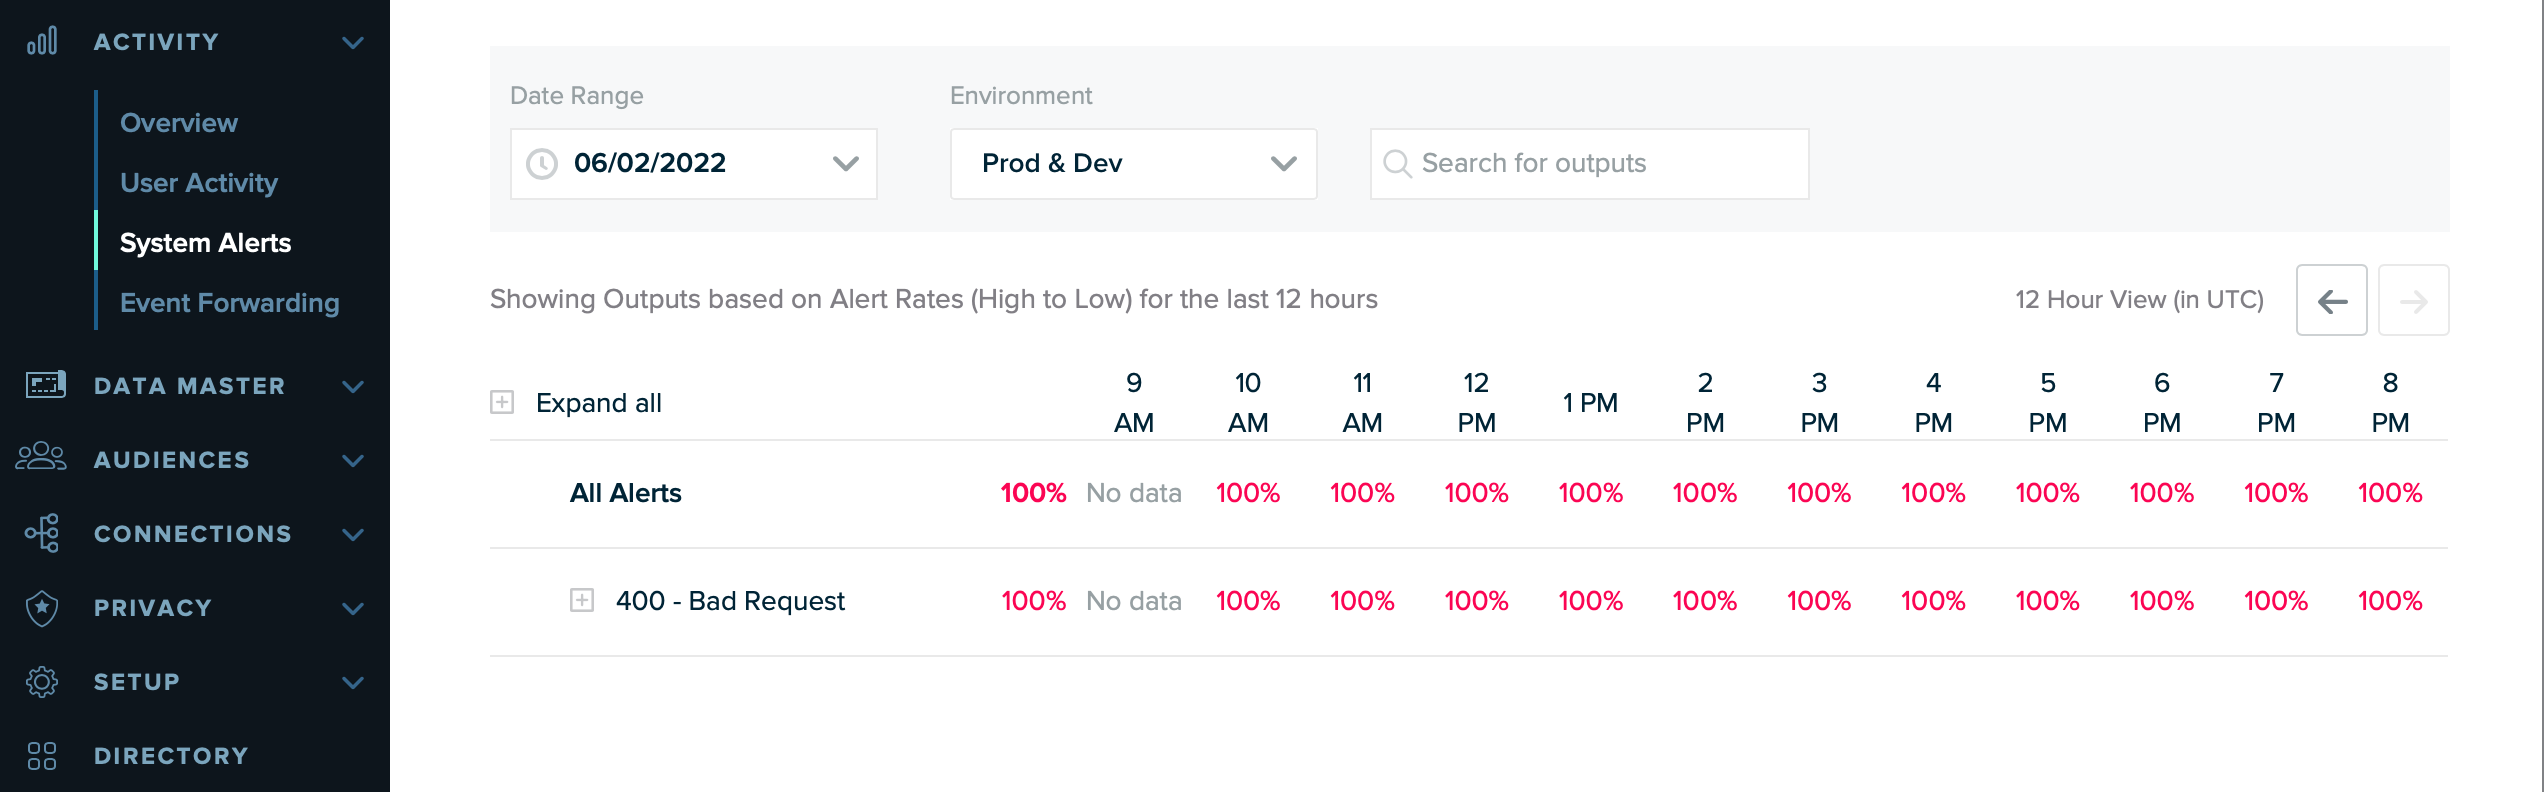 ACTIVITY
Overview
User Activity
System Alerts
Event Forwarding
DATA MASTER
AUDIENCES
CONNECTIONS
PRIVACY
SETUP
DIRECTORY
Date Range
06/02/2022
Environment
Prod & Dev
Search for outputs
Showing Outputs based on Alert Rates (High to Low) for the last 12 hours
12 Hour View (in UTC)
Expand all 9 AM 10 AM 11 AM 12 PM 1 PM 2 PM 3 PM 4 PM 5 PM 6 PM 7 PM 8 PM
All Alerts 100% No data 100% 100% 100% 100% 100% 100% 100% 100% 100% 100% 100%
400 - Bad Request 100% No data 100% 100% 100% 100% 100% 100% 100% 100% 100% 100% 100%